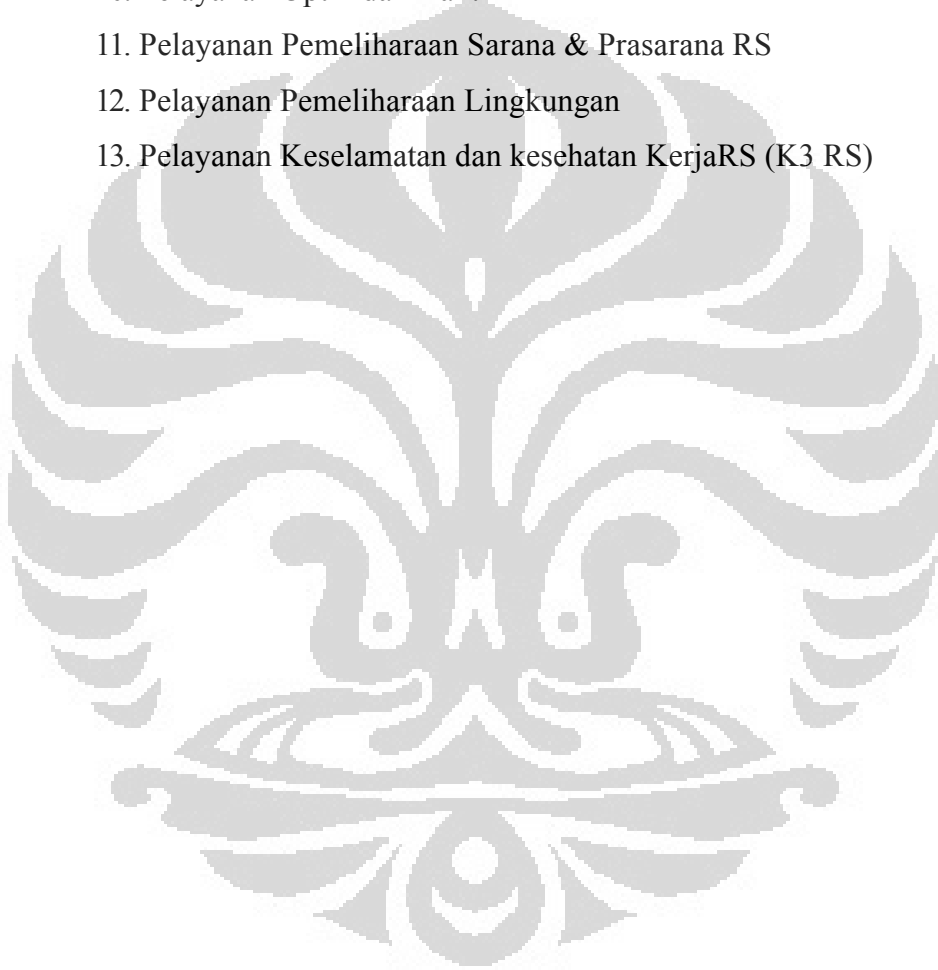 11. Pelayanan Pemeliharaan Sarana & Prasarana RS
12. Pelayanan Pemeliharaan Lingkungan
13. Pelayanan Keselamatan dan kesehatan KerjaRS (K3 RS)